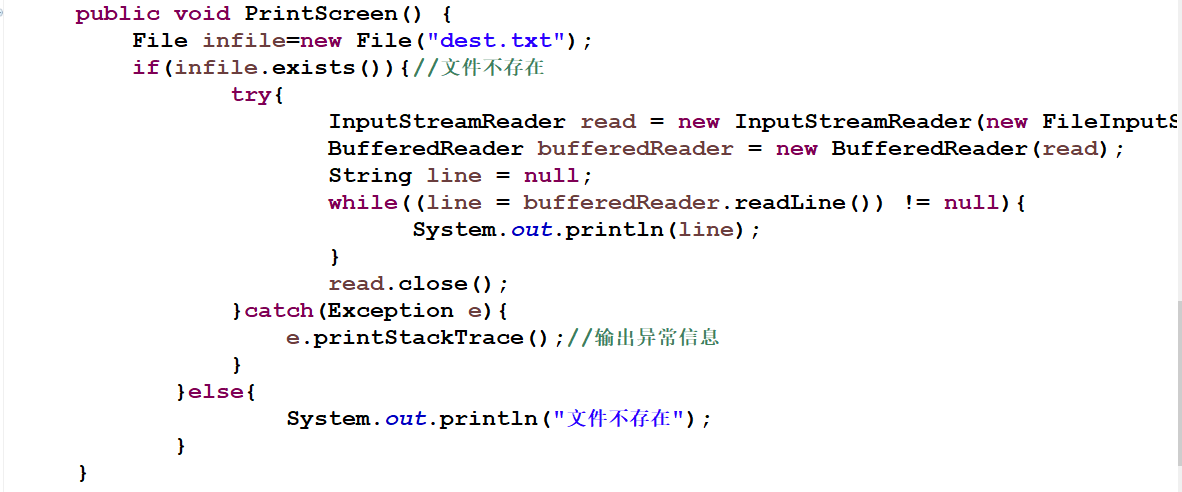 public void PrintScreen() {
File infile=new File("dest.txt");
if(infile.exists()){//文件不存在
try{
InputStreamReader read = new InputStreamReader(new FileInputS
BufferedReader bufferedReader = new BufferedReader(read);
String line = null;
while((line = bufferedReader.readLine()) != null){
System.out.println(line);
}
read.close();
}catch(Exception e){
e.printStackTrace();//输出异常信息
}
}else{
System.out.println("文件不存在");
}
}